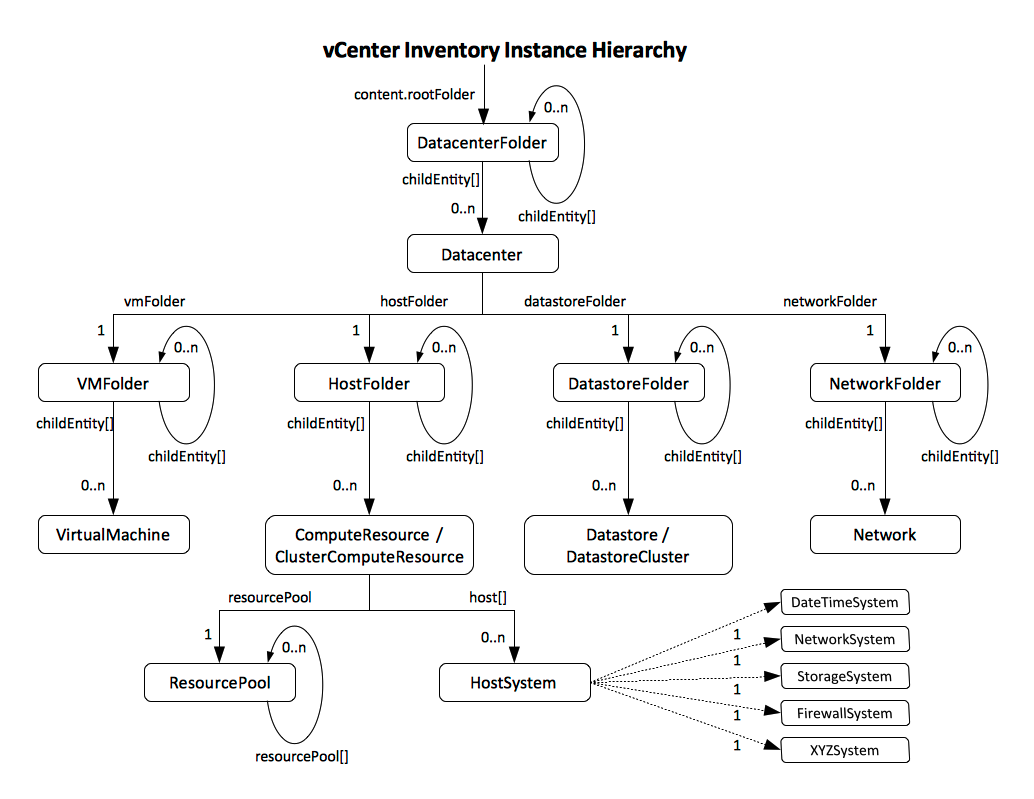 vCenter Inventory Instance Hierarchy
content.rootFolder
0..n
DatacenterFolder
childEntity[]
0..n
childEntity[]
Datacenter
vmFolder
hostFolder
datastoreFolder
networkFolder
1
1
1
1
0..n
0..n
0..n
0..n
VMFolder
HostFolder
DatastoreFolder
NetworkFolder
childEntity[]
childEntity[]
childEntity[]
childEntity[]
childEntity[]
childEntity[]
childEntity[]
childEntity[]
0..n
0..n
0..n
0..n
VirtualMachine
ComputeResource /
ClusterComputeResource
Datastore /
DatastoreCluster
Network
resourcePool
host[]
1
0..n
0..n
ResourcePool
HostSystem
resourcePool[]
DateTimeSystem
1
NetworkSystem
1
StorageSystem
1
FirewallSystem
1
XYZSystem
1